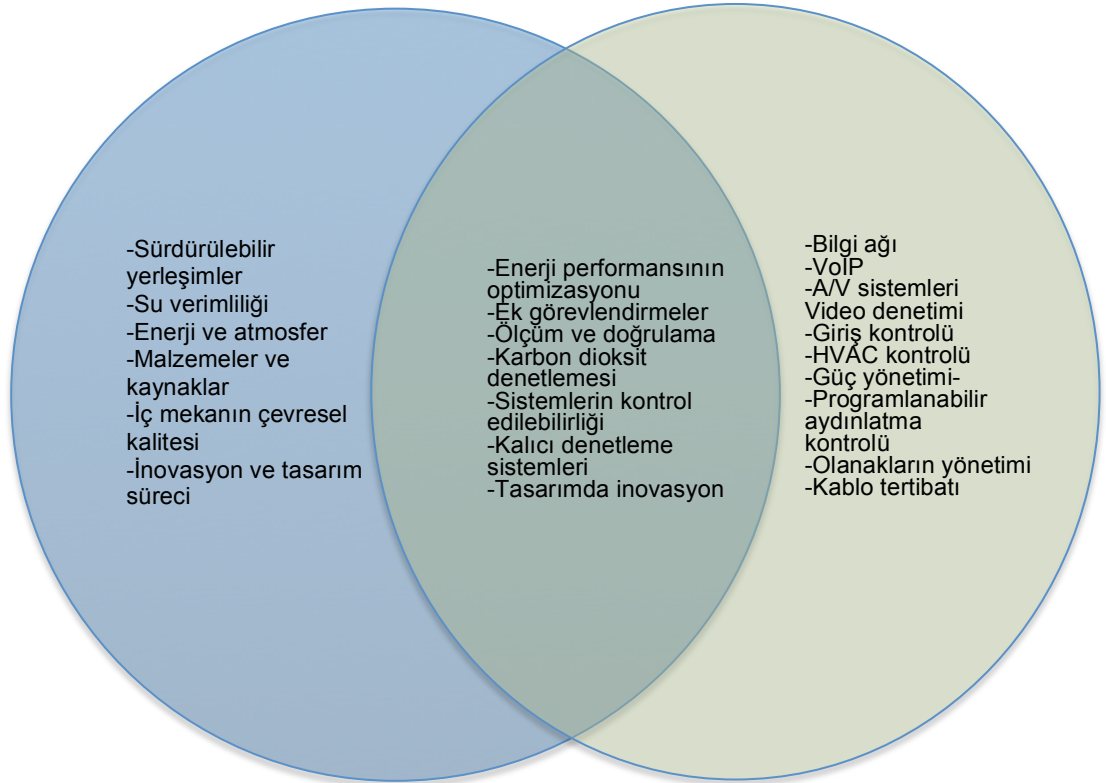 -Sürdürülebilir
yerleşimler
-Su verimliliği
-Enerji ve atmosfer
-Malzemeler ve
kaynaklar
-İç mekanın çevresel
kalitesi
-İnovasyon ve tasarım
süreci
-Enerji performansının
optimizasyonu
-Ek görevlendirmeler
-Ölçüm ve doğrulama
-Karbon dioksit
denetlemesi
-Sistemlerin kontrol
edilebilirliği
-Kalıcı denetleme
sistemleri
-Tasarımda inovasyon
-Bilgi ağı
-VoIP
-A/V sistemleri
Video denetimi
-Giriş kontrolü
-HVAC kontrolü
-Güç yönetimi-
-Programlanabilir
aydınlatma
kontrolü
-Olanakların yönetimi
-Kablo tertibatı